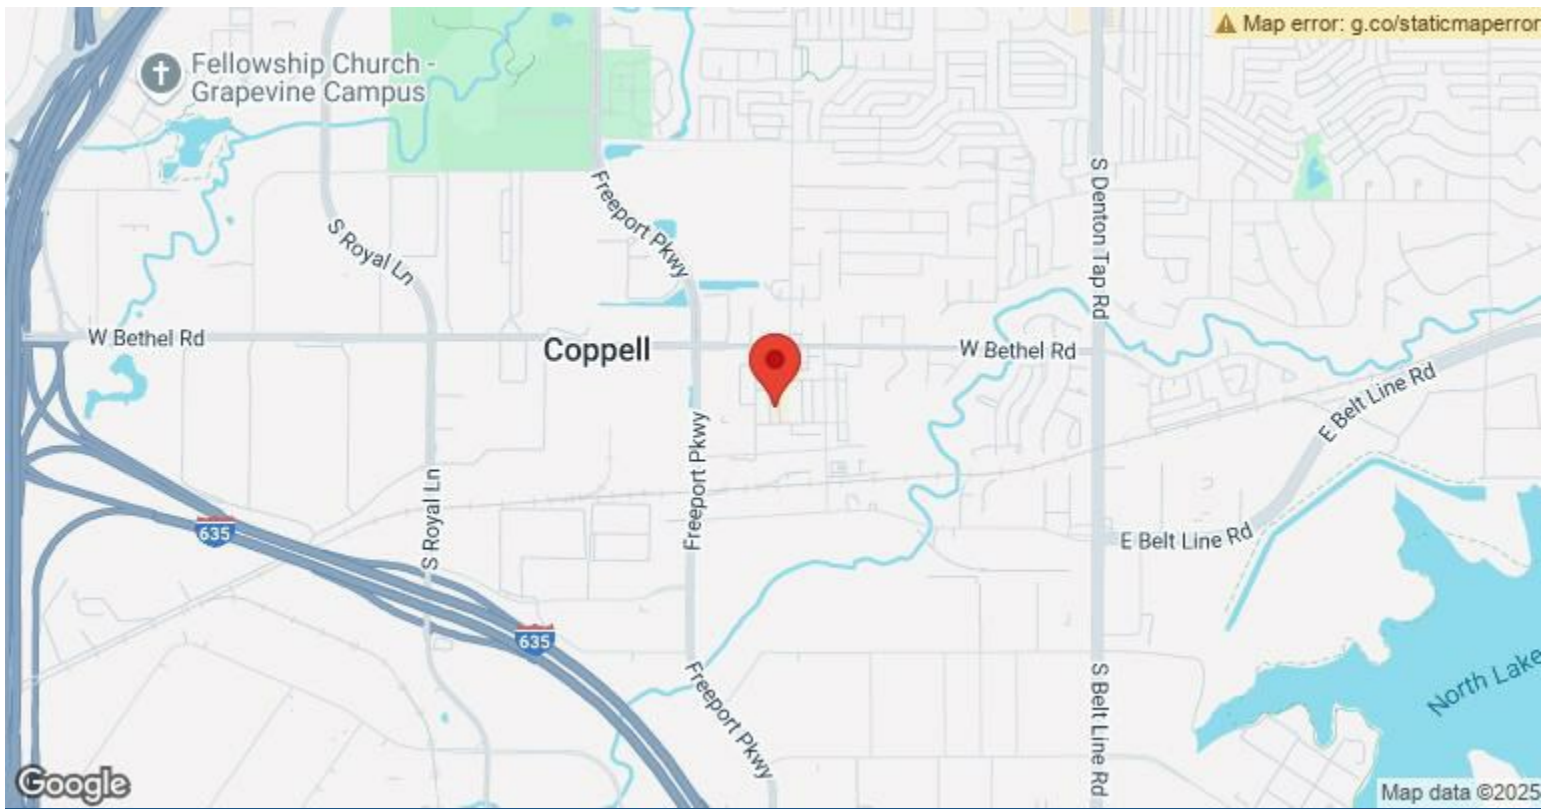 Map error: g.co/staticmaperror
Fellowship Church -
Grapevine Campus
Freeport Pkwy
S Denton Tap Rd
S Royal Ln
W Bethel Rd
Coppell
W Bethel Rd
E Belt Line Rd
Freeport Pkwy
S Royal Ln
635
E Belt Line Rd
635
Freeport Pkwy
S Belt Line Rd
North Lake
Google
Map data ©2025